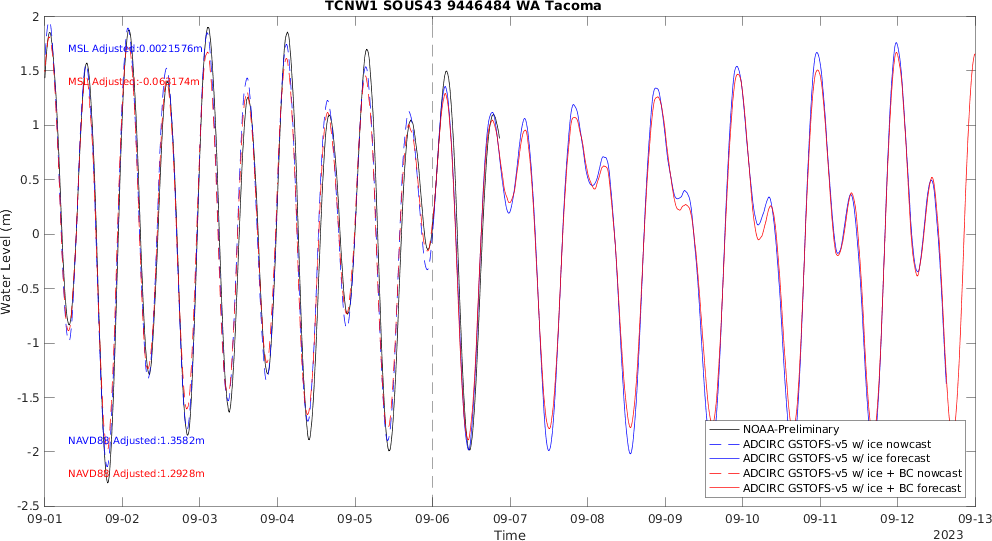 TCNW1 SOUS43 9446484 WA Tacoma
Water Level (m)
2
1.5
1
0.5
0
-0.5
-1
-1.5
-2
-2.5
MSL Adjusted:0.0021576m
MSL
NAVD88 Adjusted:1.3582m
NAVD88 Adjusted:1.2928m
NOAA-Preliminary
ADCIRC GSTOFS-v5 w/ ice nowcast
ADCIRC GSTOFS-v5 w/ ice forecast
ADCIRC GSTOFS-v5 w/ ice + BC nowcast
ADCIRC GSTOFS-v5 w/ ice + BC forecast
09-01 09-02 09-03 09-04 09-05 09-06 09-07 09-08 09-09 09-10 09-11 09-12 09-13
Time
2023